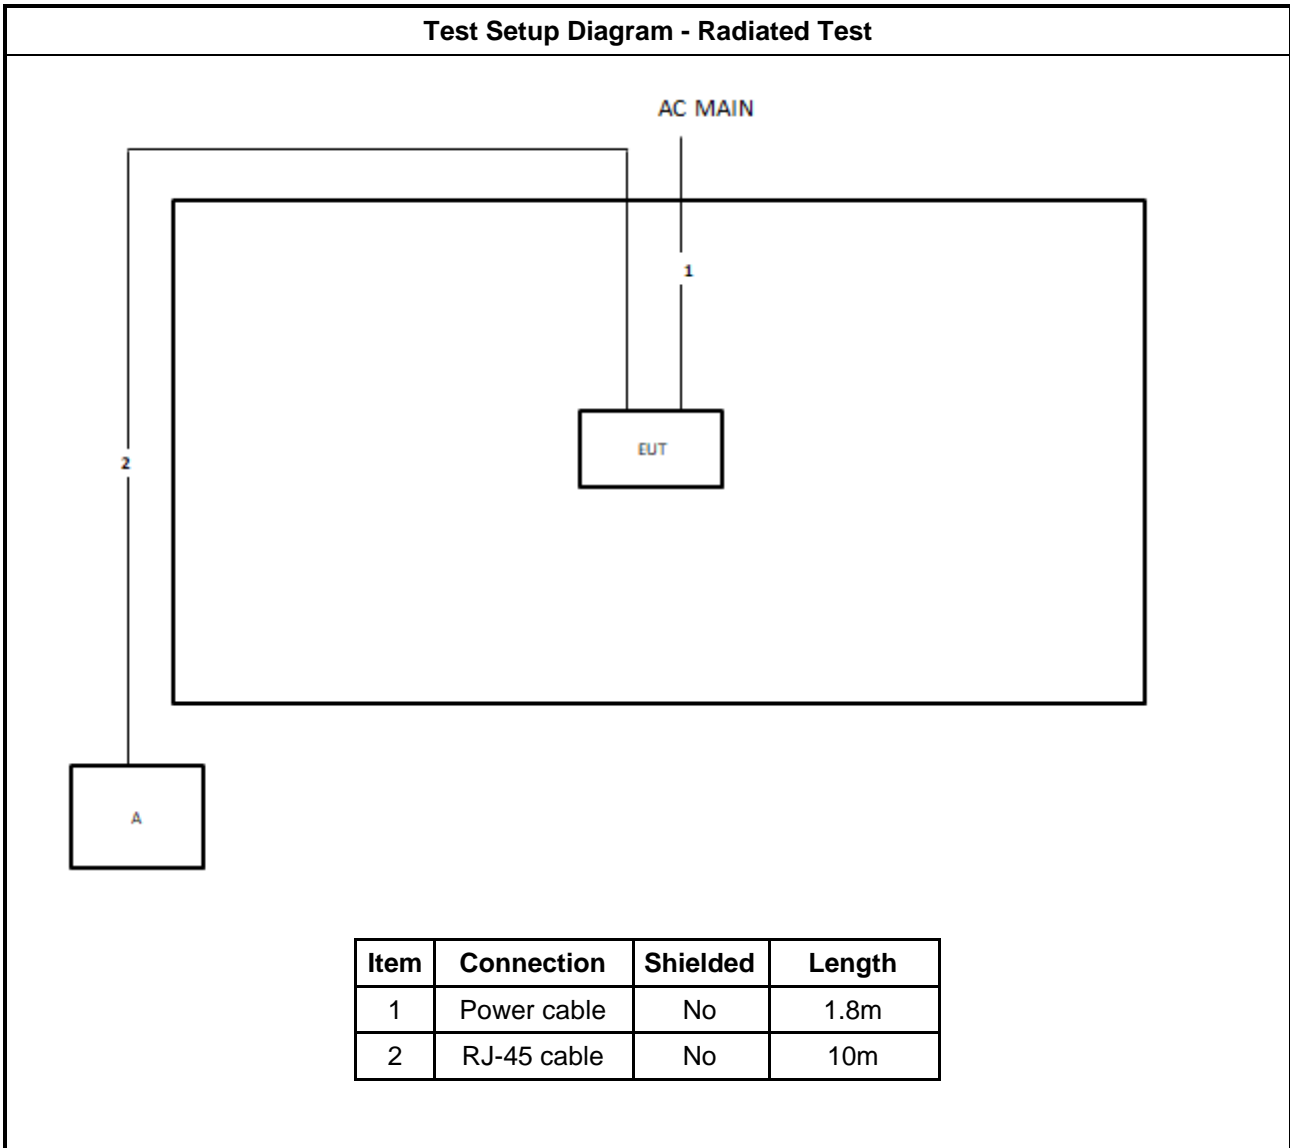 Test Setup Diagram - Radiated Test
AC MAIN
1
EUT
2
A
Item Connection Shielded Length
1 Power cable No 1.8m
2 RJ-45 cable No 10m